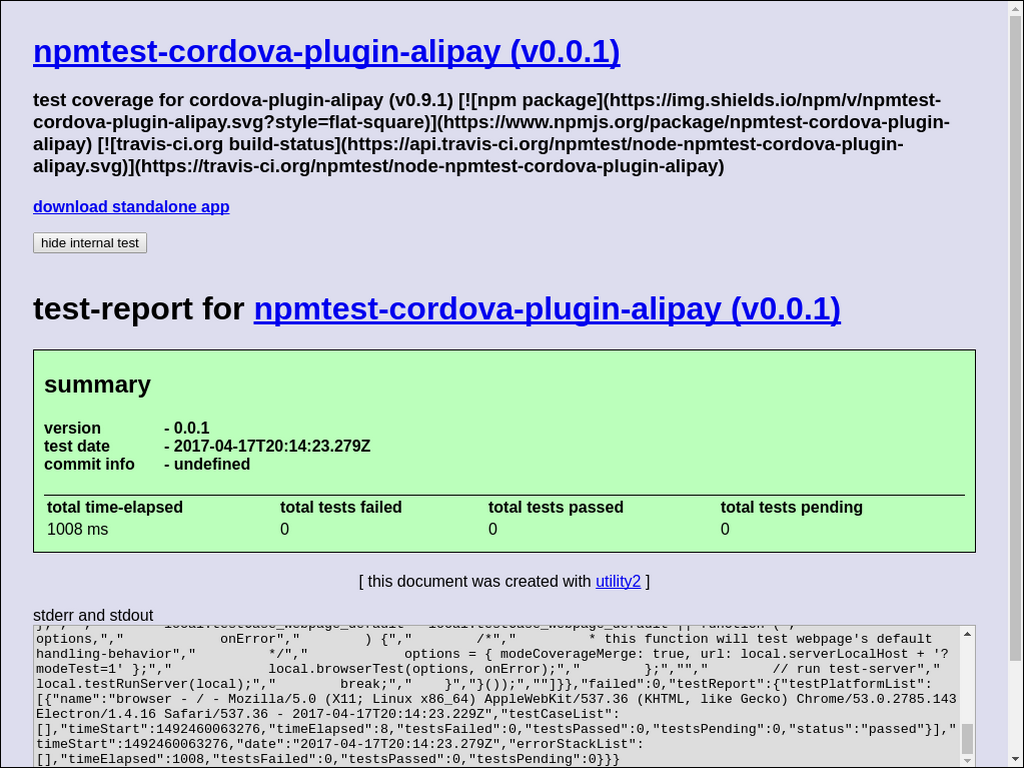 npmtest-cordova-plugin-alipay (v0.0.1)
test coverage for cordova-plugin-alipay (v0.9.1) [![npm package](https://img.shields.io/npm/v/npmtest-
cordova-plugin-alipay.svg?style=flat-square)](https://www.npmjs.org/package/npmtest-cordova-plugin-
alipay) [![travis-ci.org build-status](https://api.travis-ci.org/npmtest/node-npmtest-cordova-plugin-
alipay.svg)](https://travis-ci.org/npmtest/node-npmtest-cordova-plugin-alipay)
download standalone app
hide internal test
test-report for npmtest-cordova-plugin-alipay (v0.0.1)
summary
version - 0.0.1
test date - 2017-04-17T20:14:23.279Z
commit info - undefined
total time-elapsed total tests failed total tests passed total tests pending
1008 ms 0 0 0
[ this document was created with utility2 ]
stderr and stdout
options,"," onError"," ) {"," /*"," * this function will test webpage's default
handling-behavior"," */"," options = { modeCoverageMerge: true, url: local.serverLocalHost + '?
modeTest=1' };"," local.browserTest(options, onError);"," };",""," // run test-server","
local.testRunServer(local);"," break;"," }","}());",""]}},"failed":0,"testReport":{"testPlatformList":
[{"name":"browser - / - Mozilla/5.0 (X11; Linux x86_64) AppleWebKit/537.36 (KHTML, like Gecko) Chrome/53.0.2785.143
Electron/1.4.16 Safari/537.36 - 2017-04-17T20:14:23.229Z","testCaseList":
[],"timeStart":1492460063276,"timeElapsed":8,"testsFailed":0,"testsPassed":0,"testsPending":0,"status":"passed"}],"
timeStart":1492460063276,"date":"2017-04-17T20:14:23.279Z","errorStackList":
[],"timeElapsed":1008,"testsFailed":0,"testsPassed":0,"testsPending":0}}}